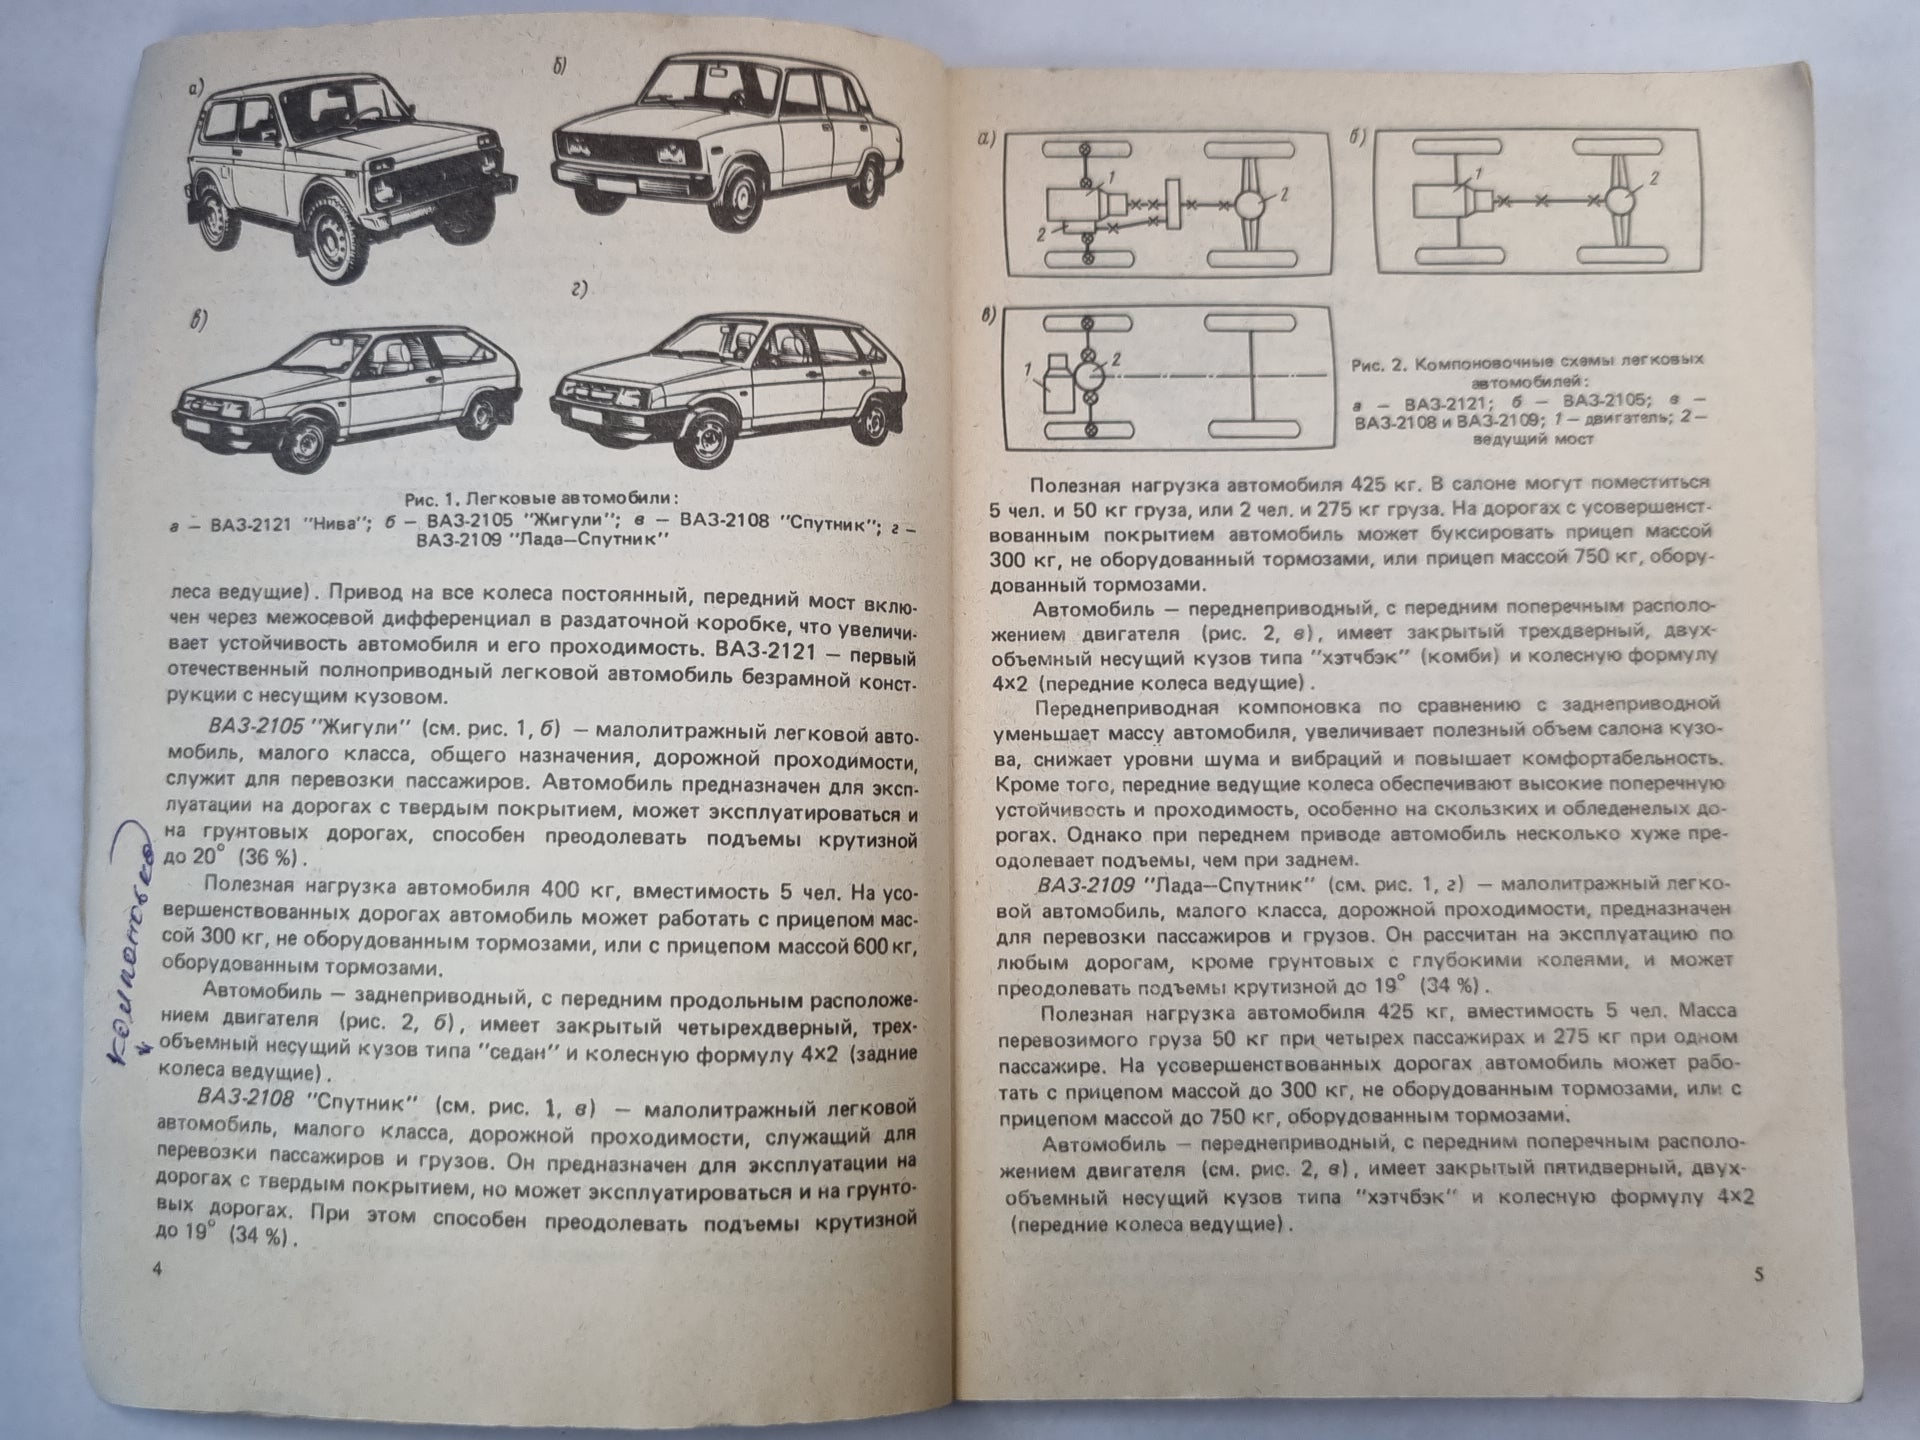 а)
б)
в)
г)
Рис. 1. Легковые автомобили:
а — ВАЗ-2121 "Нива"; б — ВАЗ-2105 "Жигули"; в — ВАЗ-2108 "Спутник"; г —
ВАЗ-2109 "Лада—Спутник"
леса ведущие). Привод на все колеса постоянный, передний мост вклю-
чен через межосевой дифференциал в раздаточной коробке, что увеличи-
вает устойчивость автомобиля и его проходимость. ВАЗ-2121 — первый
отечественный полноприводный легковой автомобиль безрамной конст-
рукции с несущим кузовом.
ВАЗ-2105 "Жигули" (см. рис. 1, б) — малолитражный легковой авто-
мобиль, малого класса, общего назначения, дорожной проходимости,
служит для перевозки пассажиров. Автомобиль предназначен для эксп-
луатации на дорогах с твердым покрытием, может эксплуатироваться и
на грунтовых дорогах, способен преодолевать подъемы крутизной
до 20° (36 %).
Полезная нагрузка автомобиля 400 кг, вместимость 5 чел. На усо-
вершенствованных дорогах автомобиль может работать с прицепом мас-
сой 300 кг, не оборудованным тормозами, или с прицепом массой 600 кг,
оборудованным тормозами.
Автомобиль — заднеприводный, с передним продольным расположе-
нием двигателя (рис. 2, б), имеет закрытый четырехдверный, трех-
объемный несущий кузов типа "седан" и колесную формулу 4х2 (задние
колеса ведущие).
ВАЗ-2108 "Спутник" (см. рис. 1, в) — малолитражный легковой
автомобиль, малого класса, дорожной проходимости, служащий для
перевозки пассажиров и грузов. Он предназначен для эксплуатации на
дорогах с твердым покрытием, но может эксплуатироваться и на грунто-
вых дорогах. При этом способен преодолевать подъемы крутизной
до 19° (34 %).
4
компоновка
а)
1
2
2
б)
1
2
в)
1
2
Рис. 2. Компоновочные схемы легковых
автомобилей:
а — ВАЗ-2121; б — ВАЗ-2105; в —
ВАЗ-2108 и ВАЗ-2109; 1 — двигатель; 2 —
ведущий мост
Полезная нагрузка автомобиля 425 кг. В салоне могут поместиться
5 чел. и 50 кг груза, или 2 чел. и 275 кг груза. На дорогах с усовершенст-
вованным покрытием автомобиль может буксировать прицеп массой
300 кг, не оборудованный тормозами, или прицеп массой 750 кг, обору-
дованный тормозами.
Автомобиль — переднеприводный, с передним поперечным располо-
жением двигателя (рис. 2, в), имеет закрытый трехдверный, двух-
объемный несущий кузов типа "хэтчбэк" (комби) и колесную формулу
4х2 (передние колеса ведущие).
Переднеприводная компоновка по сравнению с заднеприводной
уменьшает массу автомобиля, увеличивает полезный объем салона кузо-
ва, снижает уровни шума и вибраций и повышает комфортабельность.
Кроме того, передние ведущие колеса обеспечивают высокие поперечную
устойчивость и проходимость, особенно на скользких и обледенелых до-
рогах. Однако при переднем приводе автомобиль несколько хуже пре-
одолевает подъемы, чем при заднем.
ВАЗ-2109 "Лада—Спутник" (см. рис. 1, г) — малолитражный легко-
вой автомобиль, малого класса, дорожной проходимости, предназначен
для перевозки пассажиров и грузов. Он рассчитан на эксплуатацию по
любым дорогам, кроме грунтовых с глубокими колеями, и может
преодолевать подъемы крутизной до 19° (34 %).
Полезная нагрузка автомобиля 425 кг, вместимость 5 чел. Масса
перевозимого груза 50 кг при четырех пассажирах и 275 кг при одном
пассажире. На усовершенствованных дорогах автомобиль может рабо-
тать с прицепом массой до 300 кг, не оборудованным тормозами, или с
прицепом массой до 750 кг, оборудованным тормозами.
Автомобиль — переднеприводный, с передним поперечным располо-
жением двигателя (см. рис. 2, в), имеет закрытый пятидверный, двух-
объемный несущий кузов типа "хэтчбэк" и колесную формулу 4х2
(передние колеса ведущие).
5